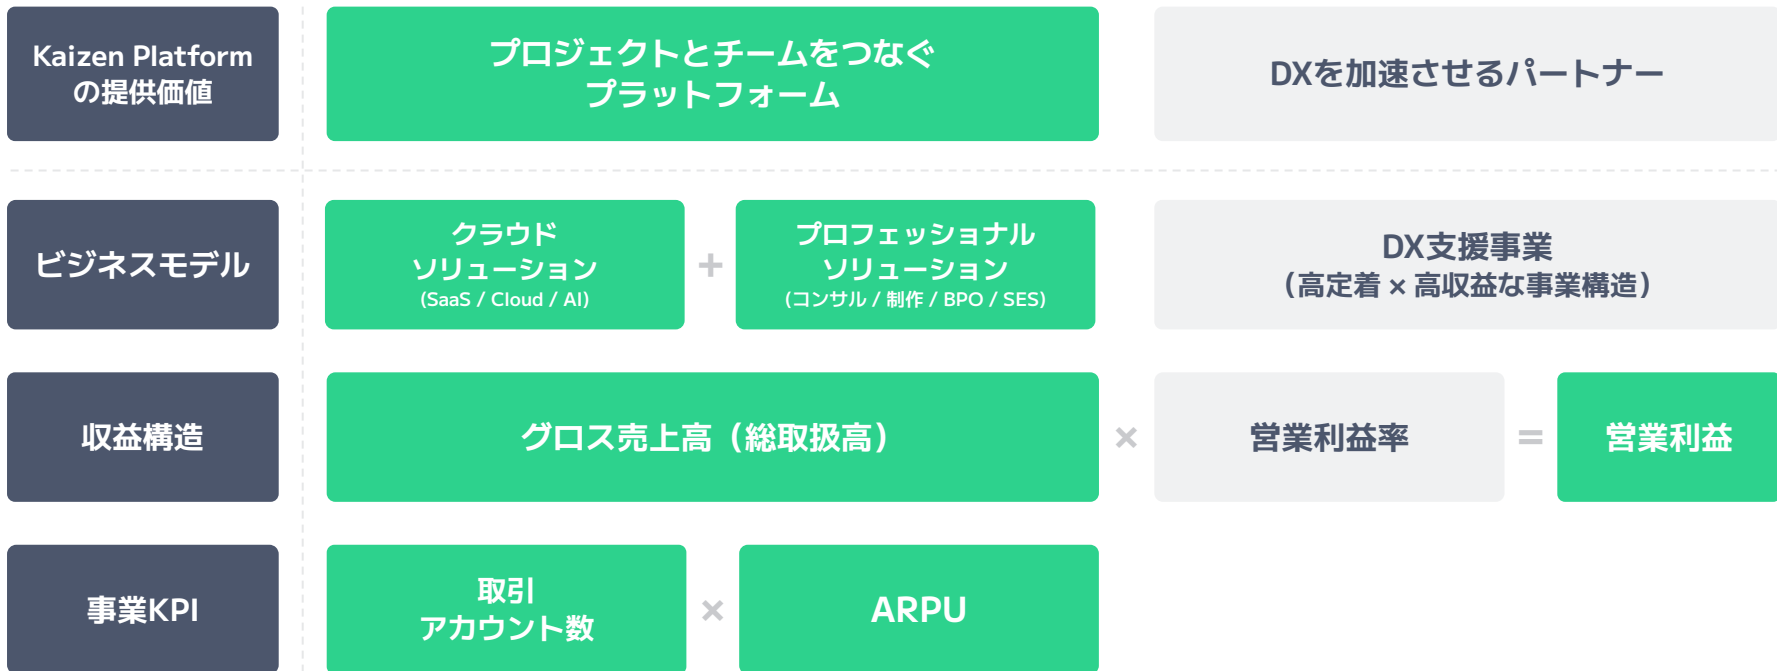 Kaizen Platform
の提供価値
プロジェクトとチームをつなぐ
プラットフォーム
DXを加速させるパートナー
ビジネスモデル
クラウド
ソリューション
(SaaS / Cloud / AI)
+
プロフェッショナル
ソリューション
(コンサル / 制作 / BPO / SES)
DX支援事業
（高定着 × 高収益な事業構造）
収益構造
グロス売上高（総取扱高）
×
営業利益率
=
営業利益
事業KPI
取引
アカウント数
×
ARPU